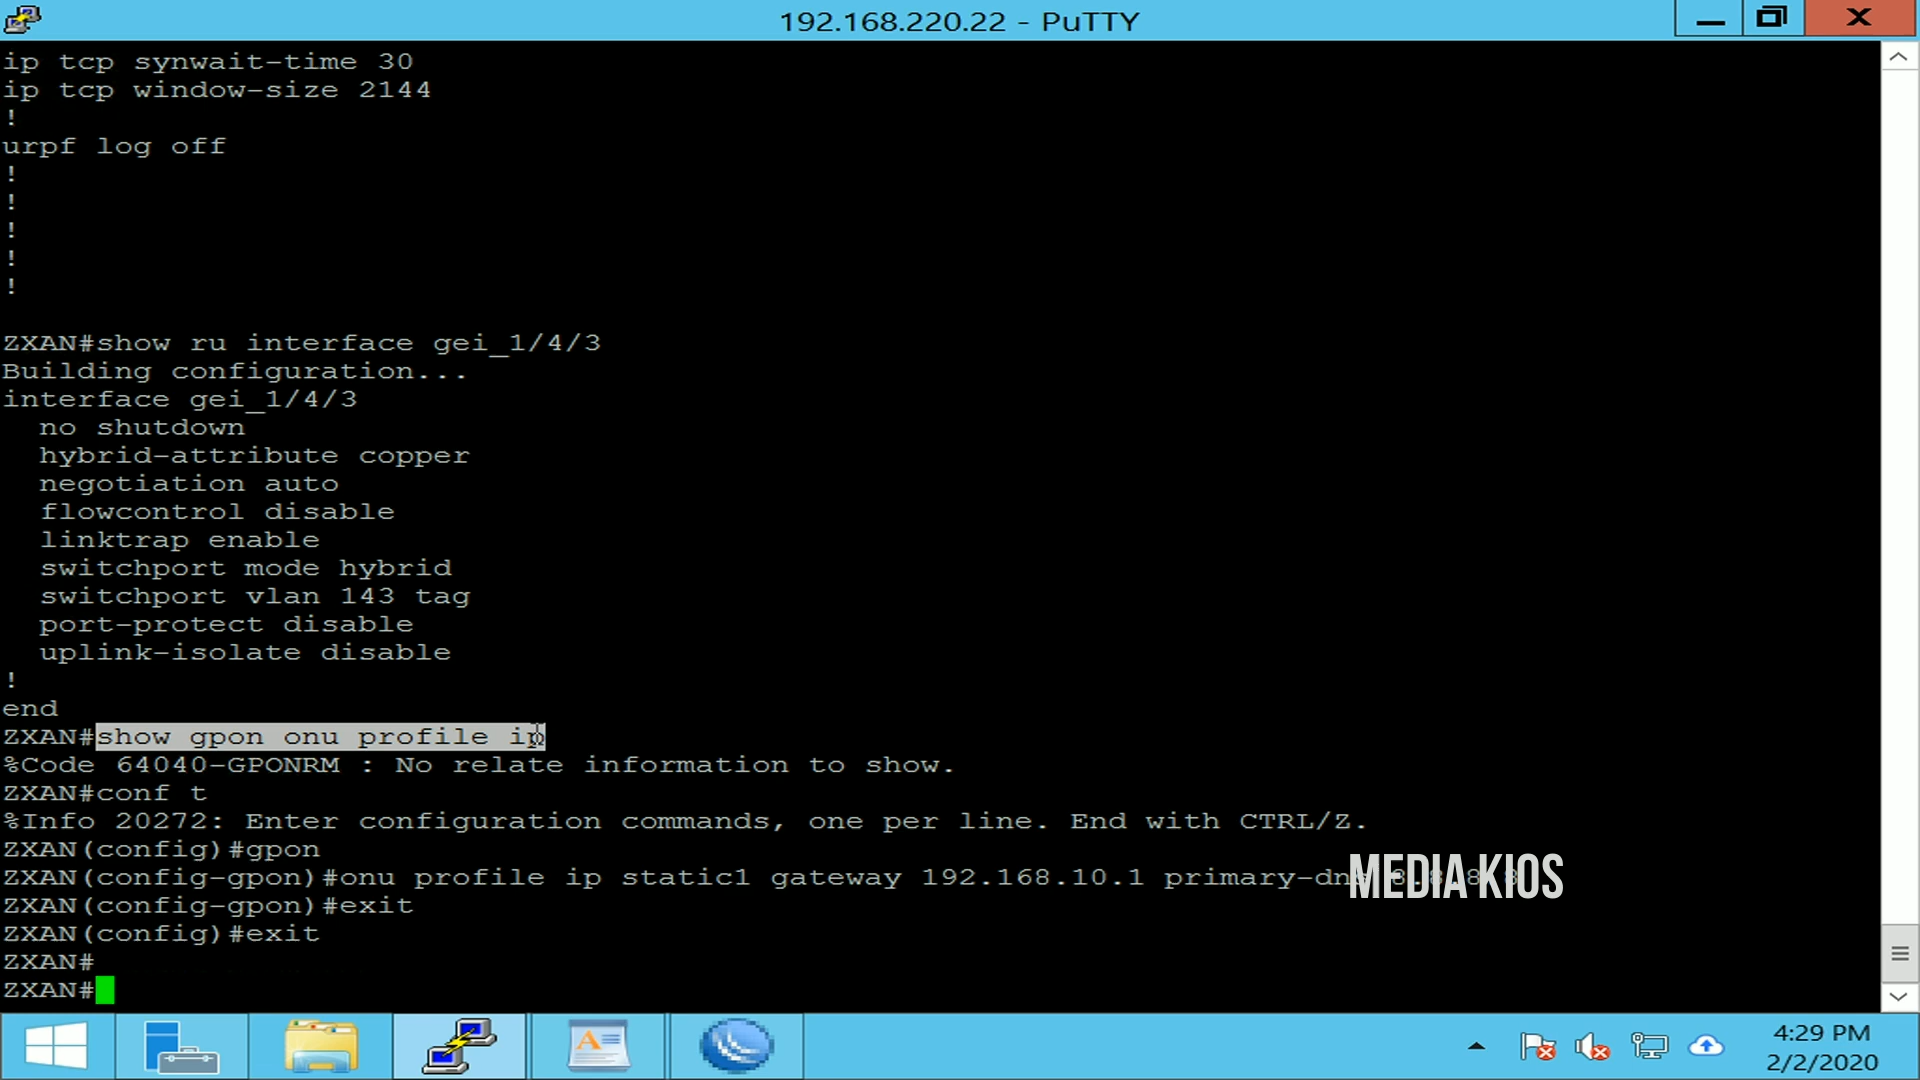 192.168.220.22 - PuTTY
ip tcp synwait-time 30
ip tcp window-size 2144
!
urpf log off
!
!
!
!
!
ZXAN#show ru interface gei_1/4/3
Building configuration...
interface gei_1/4/3
no shutdown
hybrid-attribute copper
negotiation auto
flowcontrol disable
linktrap enable
switchport mode hybrid
switchport vlan 143 tag
port-protect disable
uplink-isolate disable
!
end
ZXAN#show gpon onu profile ip
%Code 64040-GPONRM : No relate information to show.
ZXAN#conf t
%Info 20272: Enter configuration commands, one per line. End with CTRL/Z.
ZXAN(config)#gpon
ZXAN(config-gpon)#onu profile ip static1 gateway 192.168.10.1 primary-dns
MEDIA KIOS
ZXAN(config-gpon)#exit
ZXAN(config)#exit
ZXAN#
ZXAN#
4:29 PM
2/2/2020